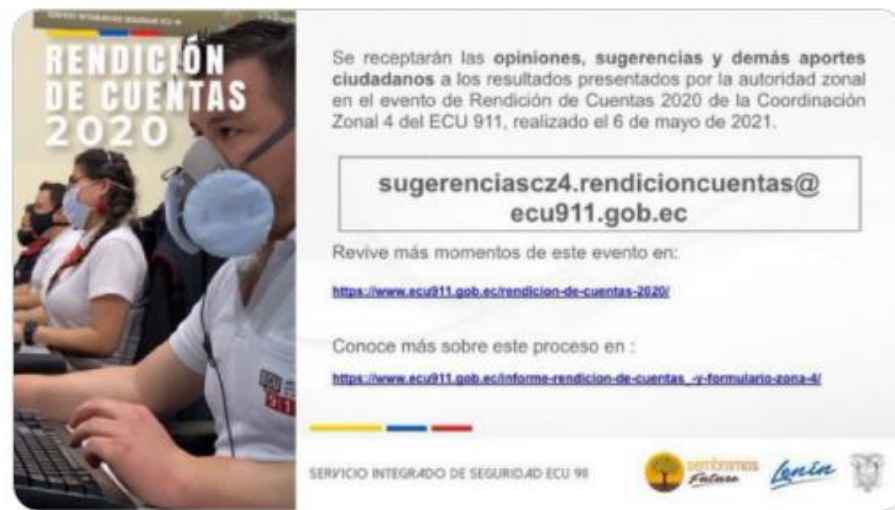 RENDICIÓN
DE CUENTAS
2020
Se receptarán las opiniones, sugerencias y demás aportes
ciudadanos a los resultados presentados por la autoridad zonal
en el evento de Rendición de Cuentas 2020 de la Coordinación
Zonal 4 del ECU 911, realizado el 6 de mayo de 2021.
sugerenciascz4.rendicioncuentas@
ecu911.gob.ec
Revive más momentos de este evento en:
https://www.ecu911.gob.ec/rendicion-de-cuentas-2020/
Conoce más sobre este proceso en :
https://www.ecu911.gob.ec/informe-rendicion-de-cuentas_-y-formulario-zona-4/
ECU
911
SERVICIO INTEGRADO DE SEGURIDAD ECU 911
sembramos
Futuro
Lenín